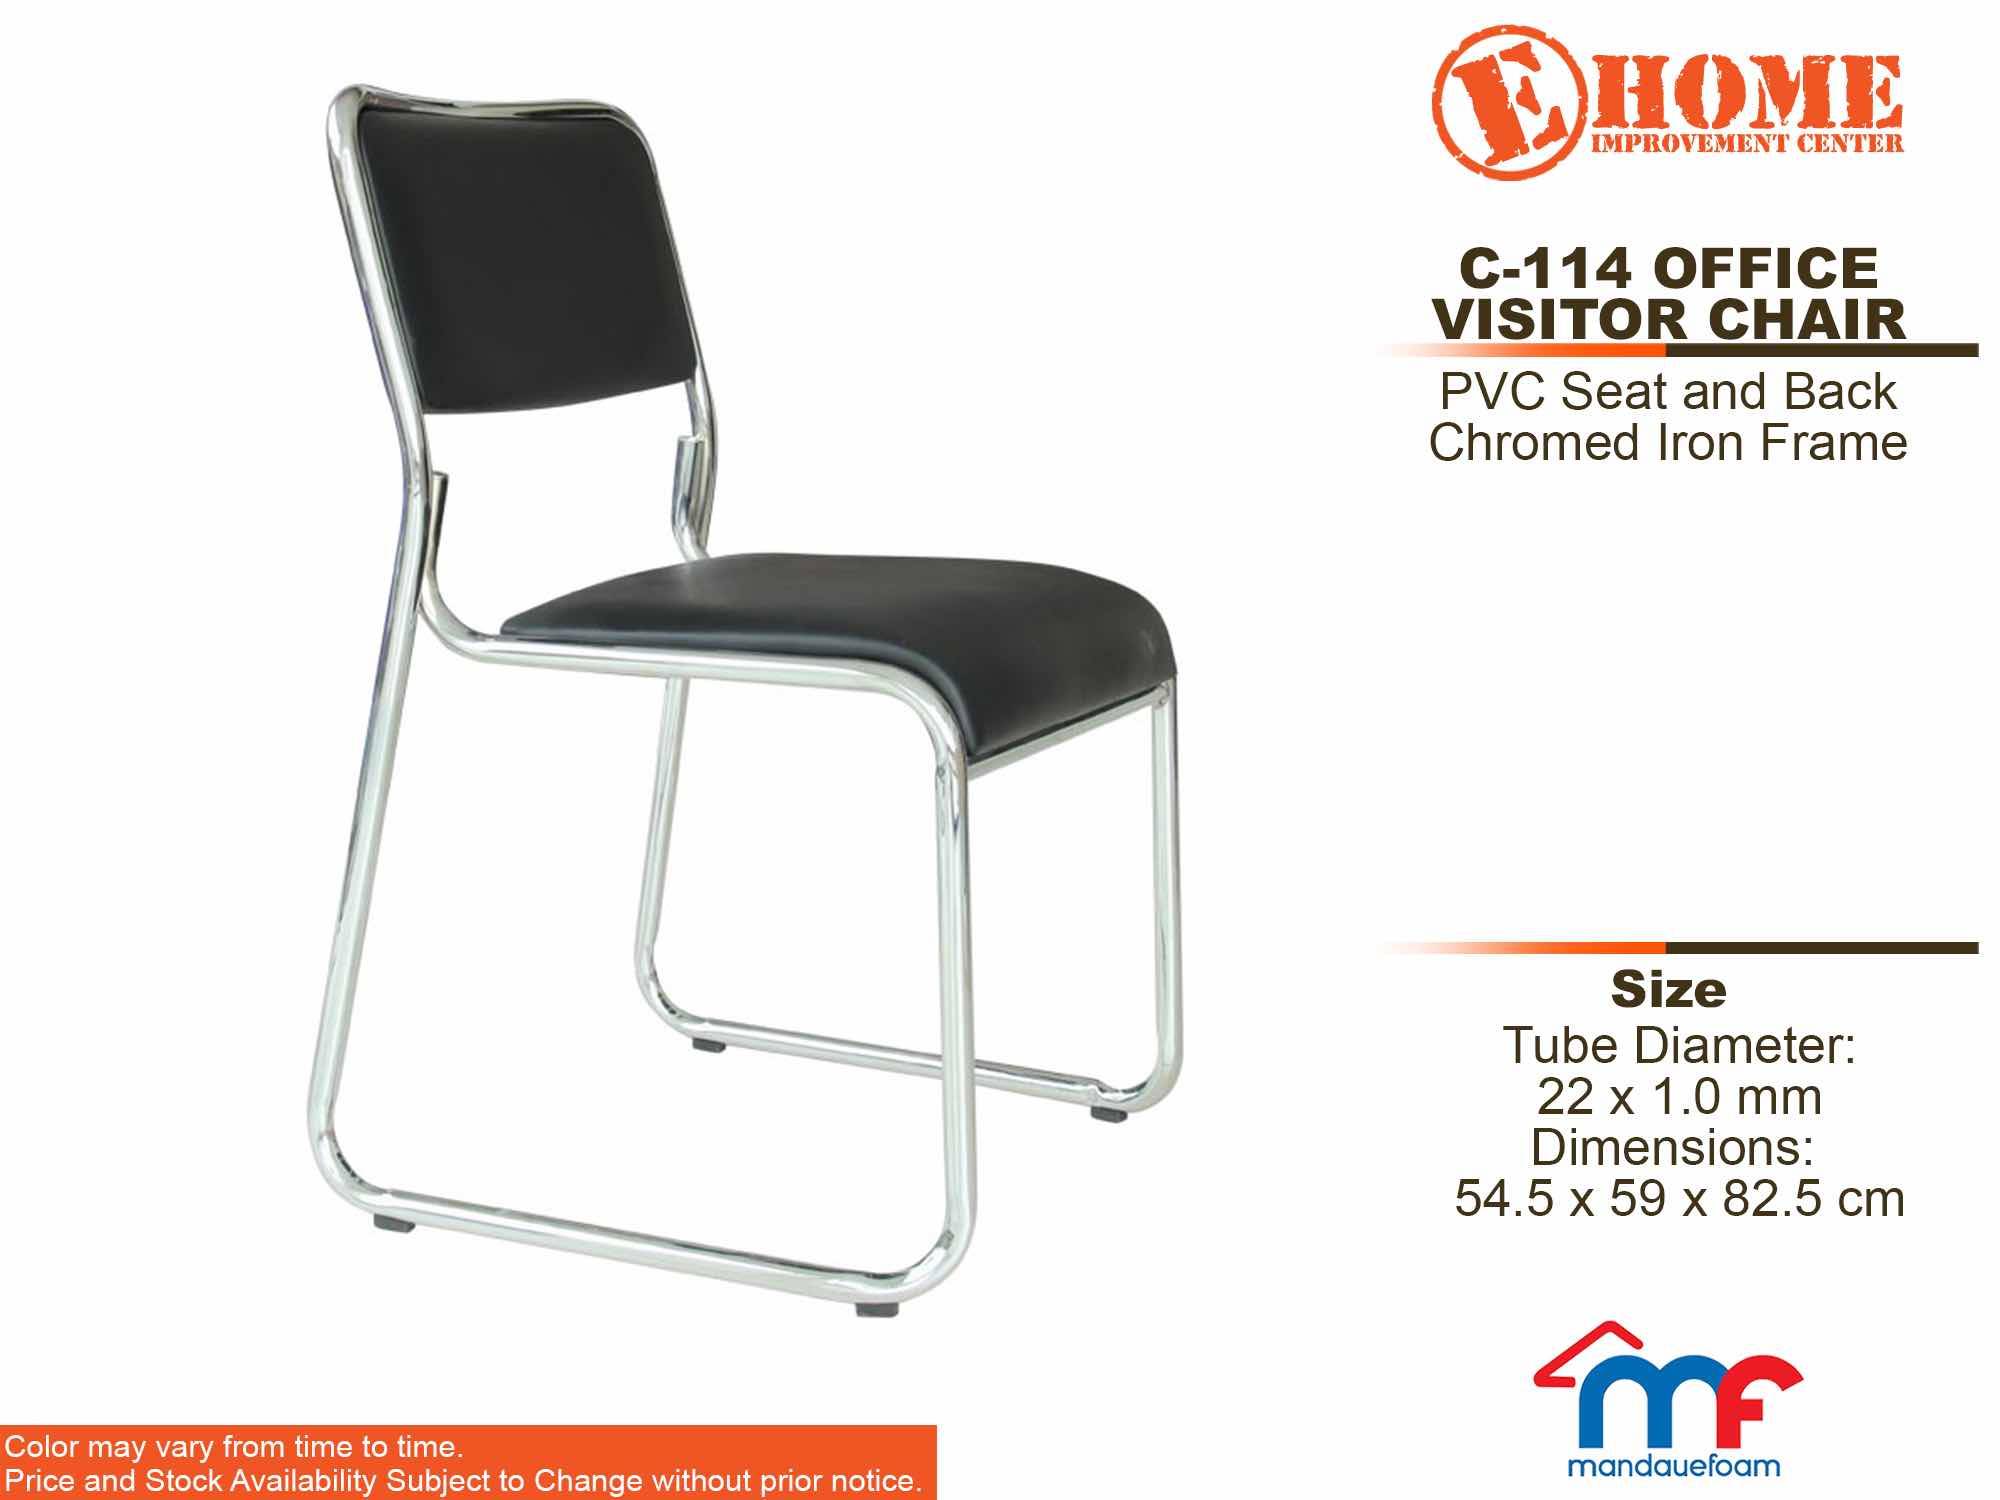 E HOME
IMPROVEMENT CENTER
C-114 OFFICE
VISITOR CHAIR
PVC Seat and Back
Chromed Iron Frame
Size
Tube Diameter:
22 x 1.0 mm
Dimensions:
54.5 x 59 x 82.5 cm
mf
mandauefoam
Color may vary from time to time.
Price and Stock Availability Subject to Change without prior notice.